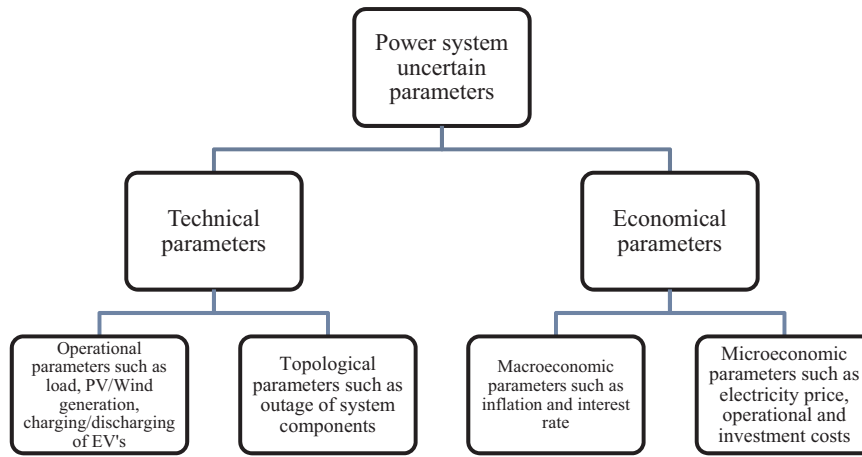 Power system
uncertain
parameters
Technical
parameters
Economical
parameters
Operational
parameters such as
load, PV/Wind
generation,
charging/discharging
of EV's
Topological
parameters such as
outage of system
components
Macroeconomic
parameters such as
inflation and interest
rate
Microeconomic
parameters such as
electricity price,
operational and
investment costs